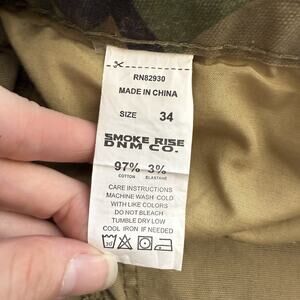 RN82930
MADE IN CHINA
SIZE 34
SMOKE RISE
DNM CO.
97% 3%
COTTON ELASTANE
CARE INSTRUCTIONS
MACHINE WASH COLD
WITH LIKE COLORS
DO NOT BLEACH
TUMBLE DRY LOW
COOL IRON IF NEEDED
30